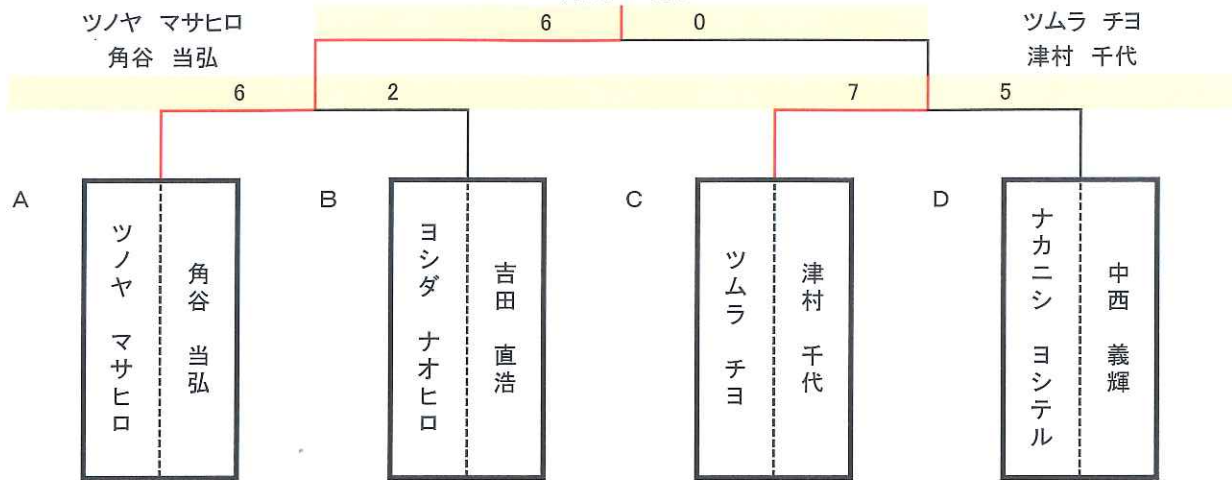 6 0
ツノヤ マサヒロ
角谷 当弘
ツムラ チヨ
津村 千代
6 2
7 5
A
ツノヤ マサヒロ
角谷 当弘
B
ヨシダ ナオヒロ
吉田 直浩
C
ツムラ チヨ
津村 千代
D
ナカニシ ヨシテル
中西 義輝